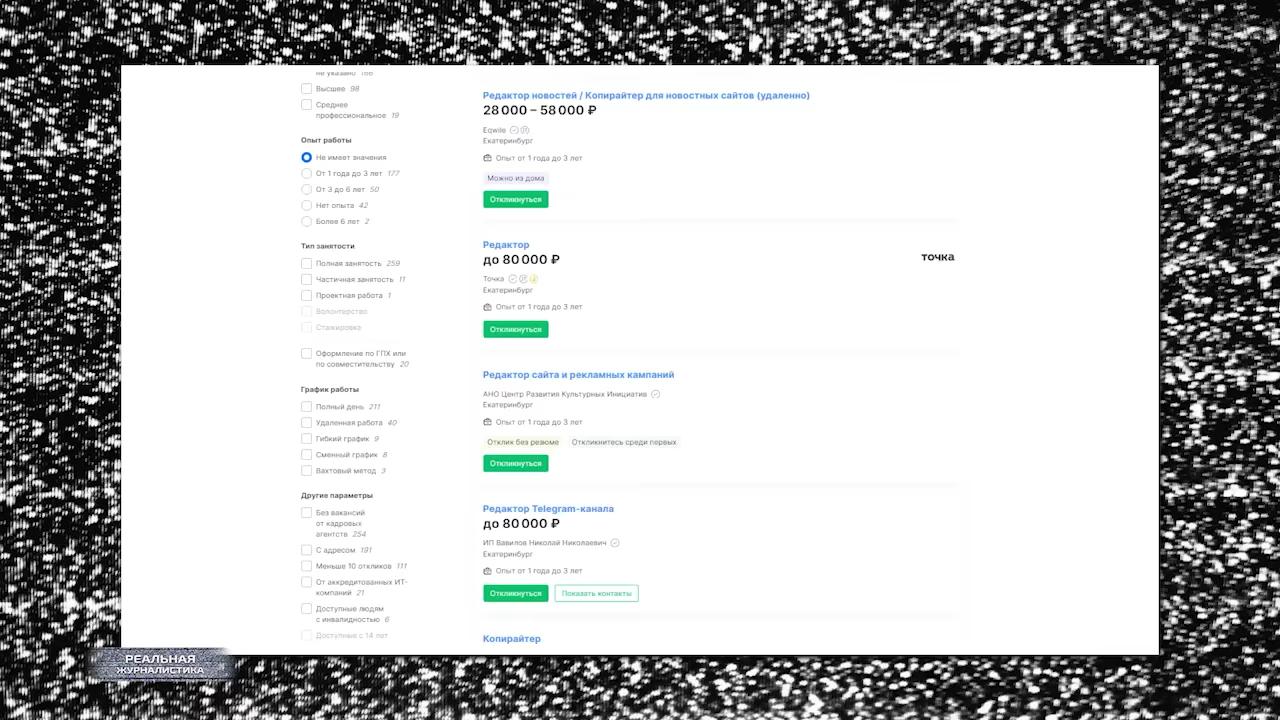 не указано 166
Высшее 98
Среднее
профессиональное 19
Опыт работы
Не имеет значения
От 1 года до 3 лет 177
От 3 до 6 лет 50
Нет опыта 42
Более 6 лет 2
Тип занятости
Полная занятость 259
Частичная занятость 11
Проектная работа 1
Волонтерство
Стажировка
Оформление по ГПХ или
по совместительству 20
График работы
Полный день 211
Удаленная работа 40
Гибкий график 9
Сменный график 8
Вахтовый метод 3
Другие параметры
Без вакансий
от кадровых
агентств 254
С адресом 191
Меньше 10 откликов 111
От аккредитованных ИТ-
компаний 21
Доступные людям
с инвалидностью 6
Доступные с 14 лет
Редактор новостей / Копирайтер для новостных сайтов (удаленно)
28 000 – 58 000 ₽
Eqwile
Екатеринбург
Опыт от 1 года до 3 лет
Можно из дома
Откликнуться
Редактор
до 80 000 ₽
точка
Точка
Екатеринбург
Опыт от 1 года до 3 лет
Откликнуться
Редактор сайта и рекламных кампаний
АНО Центр Развития Культурных Инициатив
Екатеринбург
Опыт от 1 года до 3 лет
Отклик без резюме Откликнитесь среди первых
Откликнуться
Редактор Telegram-канала
до 80 000 ₽
ИП Вавилов Николай Николаевич
Екатеринбург
Опыт от 1 года до 3 лет
Откликнуться Показать контакты
Копирайтер
РЕАЛЬНАЯ
ЖУРНАЛИСТИКА